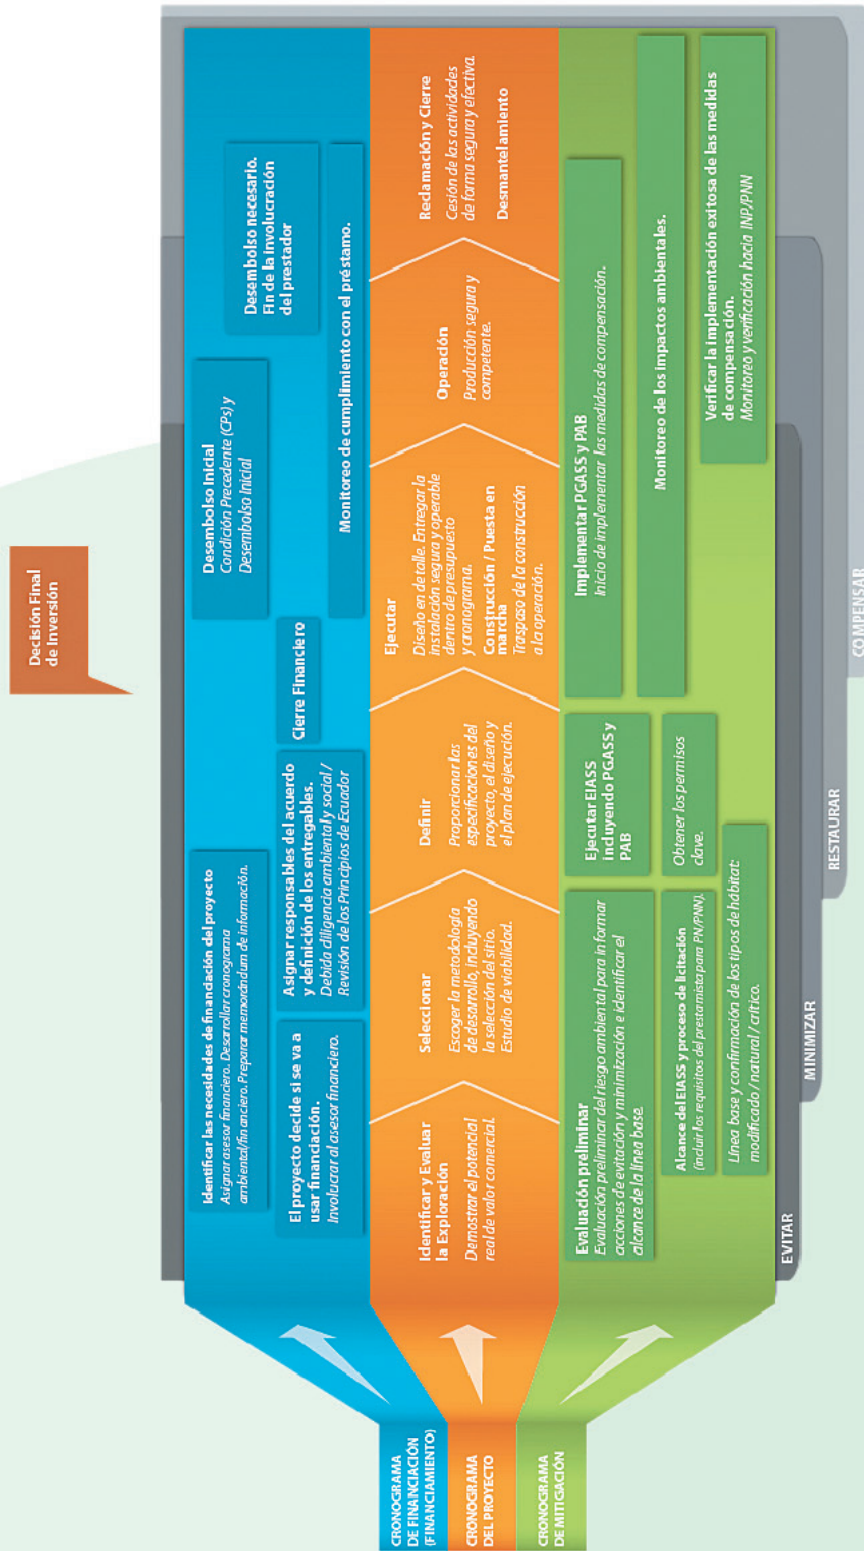 Decisión Final
de Inversión
CRONOGRAMA
DE FINANCIACIÓN
(FINANCIAMIENTO)
Identificar las necesidades de financiación del proyecto
Asignar asesor financiero. Desarrollar cronograma
ambiental/financiero. Preparar memorándum de información.
El proyecto decide si se va a
usar financiación.
Involucrar al asesor financiero.
Asignar responsables del acuerdo
y definición de los entregables.
Debida diligencia ambiental y social /
Revisión de los Principios de Ecuador
Cierre Financiero
Desembolso Inicial
Condición Precedente (CPs) y
Desembolso Inicial
Desembolso necesario.
Fin de la involucración
del prestador
Monitoreo de cumplimiento con el préstamo.
CRONOGRAMA
DEL PROYECTO
Identificar y Evaluar
la Exploración
Demostrar el potencial
real de valor comercial.
Seleccionar
Escoger la metodología
de desarrollo, incluyendo
la selección del sitio.
Estudio de viabilidad.
Definir
Proporcionar las
especificaciones del
proyecto, el diseño y
el plan de ejecución.
Ejecutar
Diseño en detalle. Entregar la
instalación segura y operable
dentro de presupuesto
y cronograma.
Construcción / Puesta en
marcha
Traspaso de la construcción
a la operación.
Operación
Producción segura y
competente.
Reclamación y Cierre
Cesión de las actividades
de forma segura y efectiva.
Desmantelamiento
CRONOGRAMA
DE MITIGACIÓN
Evaluación preliminar
Evaluación preliminar del riesgo ambiental para informar
acciones de evitación y minimización e identificar el
alcance de la línea base.
Alcance del EIASS y proceso de licitación
(incluir los requisitos del prestamista para PN/PNN).
Línea base y confirmación de los tipos de hábitat:
modificado / natural / crítico.
Ejecutar EIASS
incluyendo PGASS y
PAB
Obtener los permisos
clave.
Implementar PGASS y PAB
Inicio de implementar las medidas de compensación.
Monitoreo de los impactos ambientales.
Verificar la implementación exitosa de las medidas
de compensación.
Monitoreo y verificación hacia INP/PNN
EVITAR
MINIMIZAR
RESTAURAR
COMPENSAR